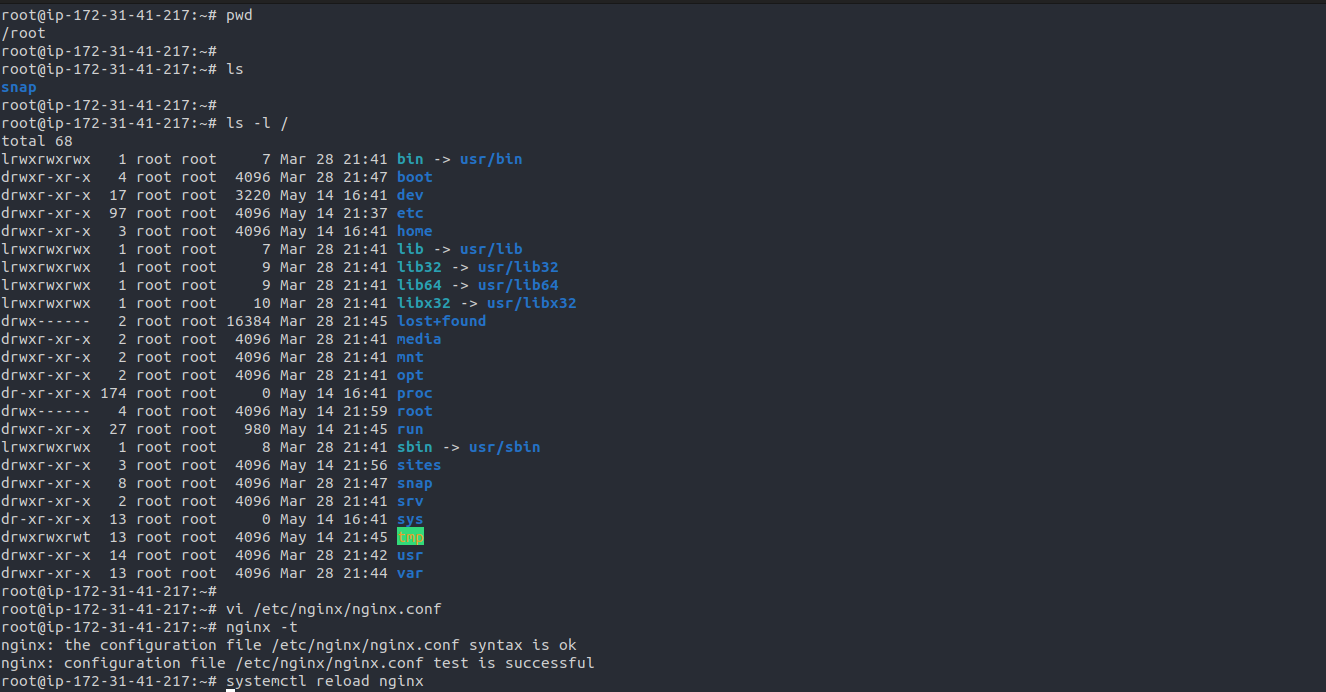 root@ip-172-31-41-217:~# pwd
/root
root@ip-172-31-41-217:~#
root@ip-172-31-41-217:~# ls
snap
root@ip-172-31-41-217:~#
root@ip-172-31-41-217:~# ls -l /
total 68
lrwxrwxrwx   1 root root     7 Mar 28 21:41 bin -> usr/bin
drwxr-xr-x   4 root root  4096 Mar 28 21:47 boot
drwxr-xr-x  17 root root  3220 May 14 16:41 dev
drwxr-xr-x  97 root root  4096 May 14 21:37 etc
drwxr-xr-x   3 root root  4096 May 14 16:41 home
lrwxrwxrwx   1 root root     7 Mar 28 21:41 lib -> usr/lib
lrwxrwxrwx   1 root root     9 Mar 28 21:41 lib32 -> usr/lib32
lrwxrwxrwx   1 root root     9 Mar 28 21:41 lib64 -> usr/lib64
lrwxrwxrwx   1 root root    10 Mar 28 21:41 libx32 -> usr/libx32
drwx------   2 root root 16384 Mar 28 21:45 lost+found
drwxr-xr-x   2 root root  4096 Mar 28 21:41 media
drwxr-xr-x   2 root root  4096 Mar 28 21:41 mnt
drwxr-xr-x   2 root root  4096 Mar 28 21:41 opt
dr-xr-xr-x 174 root root     0 May 14 16:41 proc
drwx------   4 root root  4096 May 14 21:59 root
drwxr-xr-x  27 root root   980 May 14 21:45 run
lrwxrwxrwx   1 root root     8 Mar 28 21:41 sbin -> usr/sbin
drwxr-xr-x   3 root root  4096 May 14 21:56 sites
drwxr-xr-x   8 root root  4096 Mar 28 21:47 snap
drwxr-xr-x   2 root root  4096 Mar 28 21:41 srv
dr-xr-xr-x  13 root root     0 May 14 16:41 sys
drwxrwxrwt  13 root root  4096 May 14 21:45 tmp
drwxr-xr-x  14 root root  4096 Mar 28 21:42 usr
drwxr-xr-x  13 root root  4096 Mar 28 21:44 var
root@ip-172-31-41-217:~#
root@ip-172-31-41-217:~# vi /etc/nginx/nginx.conf
root@ip-172-31-41-217:~# nginx -t
nginx: the configuration file /etc/nginx/nginx.conf syntax is ok
nginx: configuration file /etc/nginx/nginx.conf test is successful
root@ip-172-31-41-217:~# systemctl reload nginx